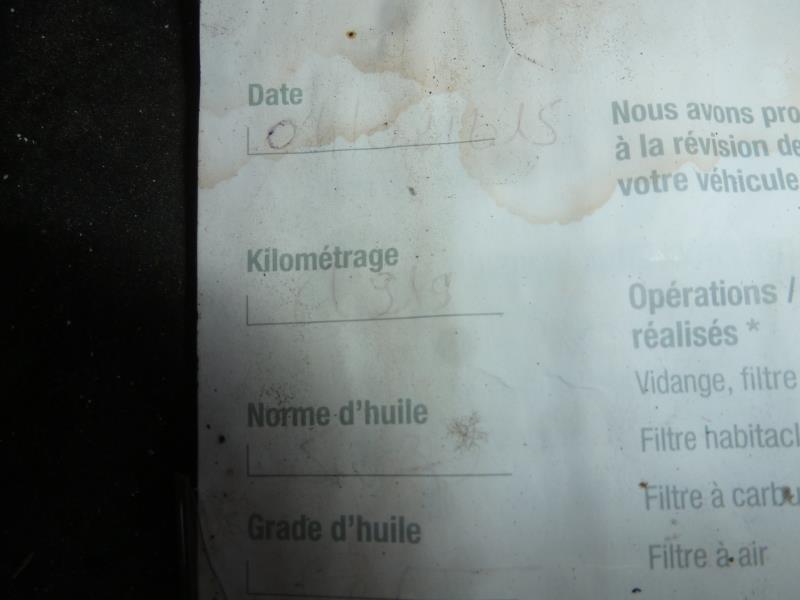 Date
Nous avons pro
à la révision de
votre véhicule
Kilométrage
Opérations /
réalisés *
Vidange, filtre
Norme d'huile
Filtre habitacl
Filtre à carbu
Grade d'huile
Filtre à air